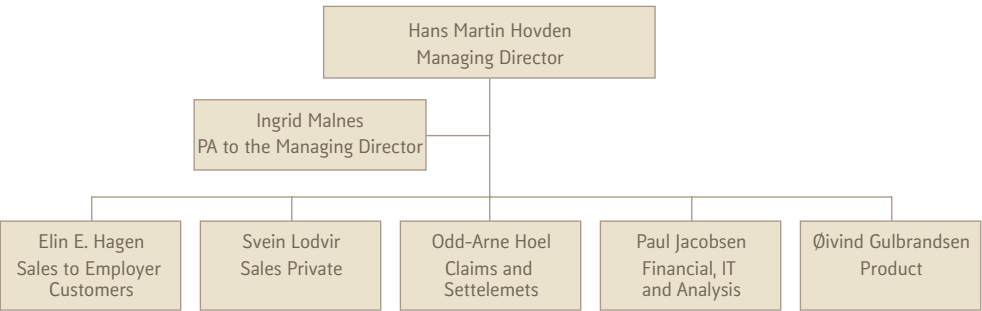 Hans Martin Hovden
Managing Director
Ingrid Malnes
PA to the Managing Director
Elin E. Hagen
Sales to Employer
Customers
Svein Lodvir
Sales Private
Odd-Arne Hoel
Claims and
Settelemets
Paul Jacobsen
Financial, IT
and Analysis
Øivind Gulbrandsen
Product